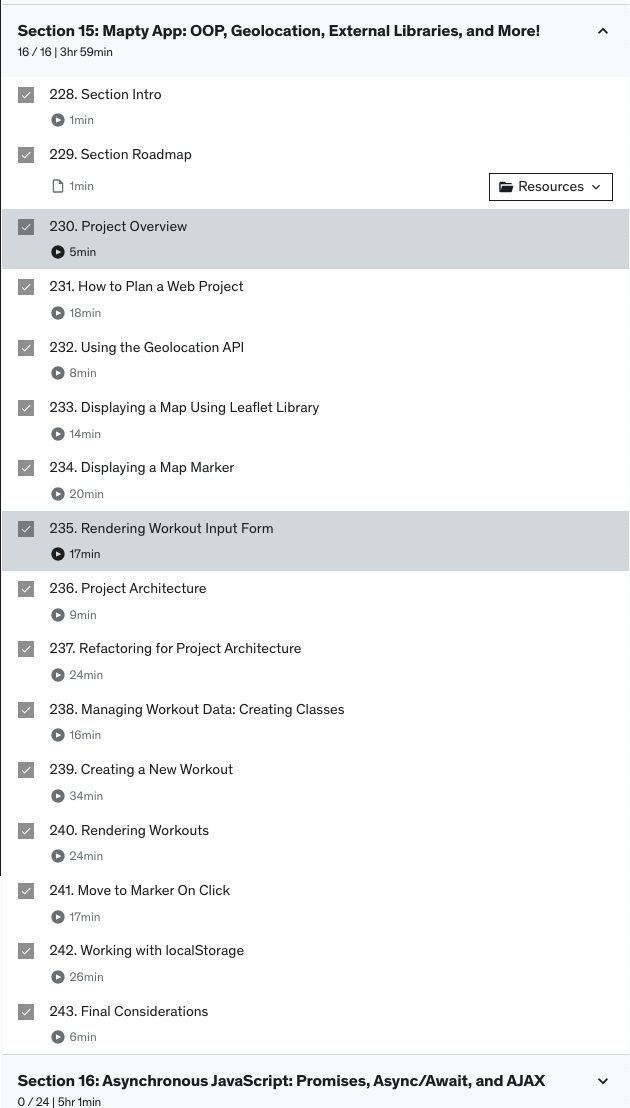 Section 15: Mapty App: OOP, Geolocation, External Libraries, and More!
16 / 16 | 3hr 59min
228. Section Intro
1min
229. Section Roadmap
1min
Resources
230. Project Overview
5min
231. How to Plan a Web Project
18min
232. Using the Geolocation API
8min
233. Displaying a Map Using Leaflet Library
14min
234. Displaying a Map Marker
20min
235. Rendering Workout Input Form
17min
236. Project Architecture
9min
237. Refactoring for Project Architecture
24min
238. Managing Workout Data: Creating Classes
16min
239. Creating a New Workout
34min
240. Rendering Workouts
24min
241. Move to Marker On Click
17min
242. Working with localStorage
26min
243. Final Considerations
6min
Section 16: Asynchronous JavaScript: Promises, Async/Await, and AJAX
0 / 24 | 5hr 1min